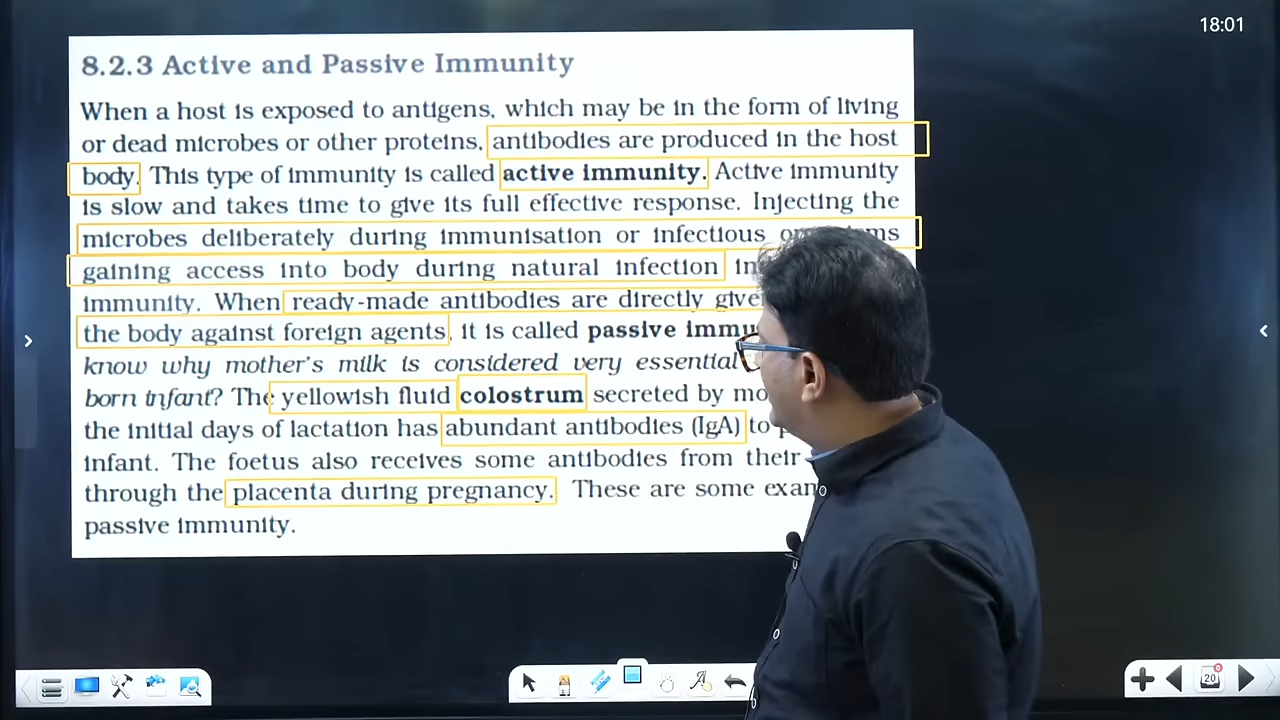 18:01
8.2.3 Active and Passive Immunity
When a host is exposed to antigens, which may be in the form of living
or dead microbes or other proteins, antibodies are produced in the host
body. This type of immunity is called active immunity. Active immunity
is slow and takes time to give its full effective response. Injecting the
microbes deliberately during immunisation or infectious
gaining access into body during natural infection
immunity. When ready-made antibodies are directly
the body against foreign agents, it is called passive
know why mother's milk is considered very essential
born infant? The yellowish fluid colostrum secreted by
the initial days of lactation has abundant antibodies (IgA) to
infant. The foetus also receives some antibodies from their
through the placenta during pregnancy. These are some
passive immunity.
20